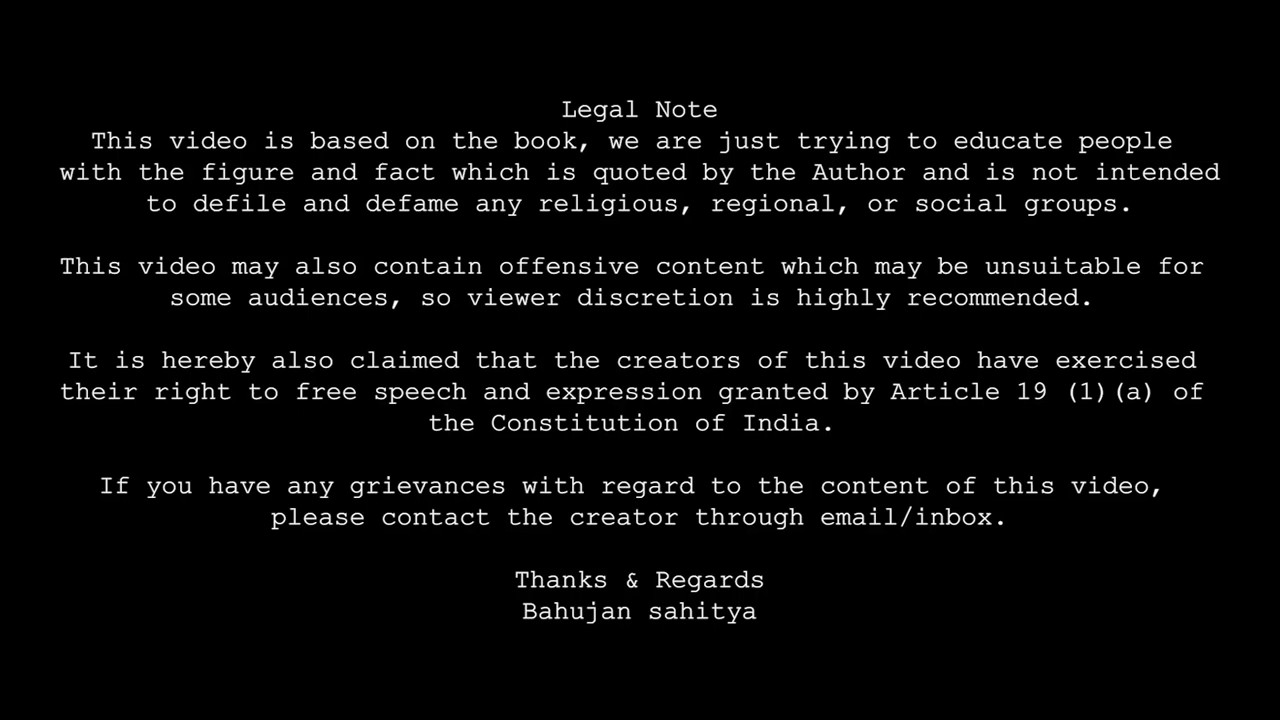 Legal Note
This video is based on the book, we are just trying to educate people
with the figure and fact which is quoted by the Author and is not intended
to defile and defame any religious, regional, or social groups.
This video may also contain offensive content which may be unsuitable for
some audiences, so viewer discretion is highly recommended.
It is hereby also claimed that the creators of this video have exercised
their right to free speech and expression granted by Article 19 (1)(a) of
the Constitution of India.
If you have any grievances with regard to the content of this video,
please contact the creator through email/inbox.
Thanks & Regards
Bahujan sahitya